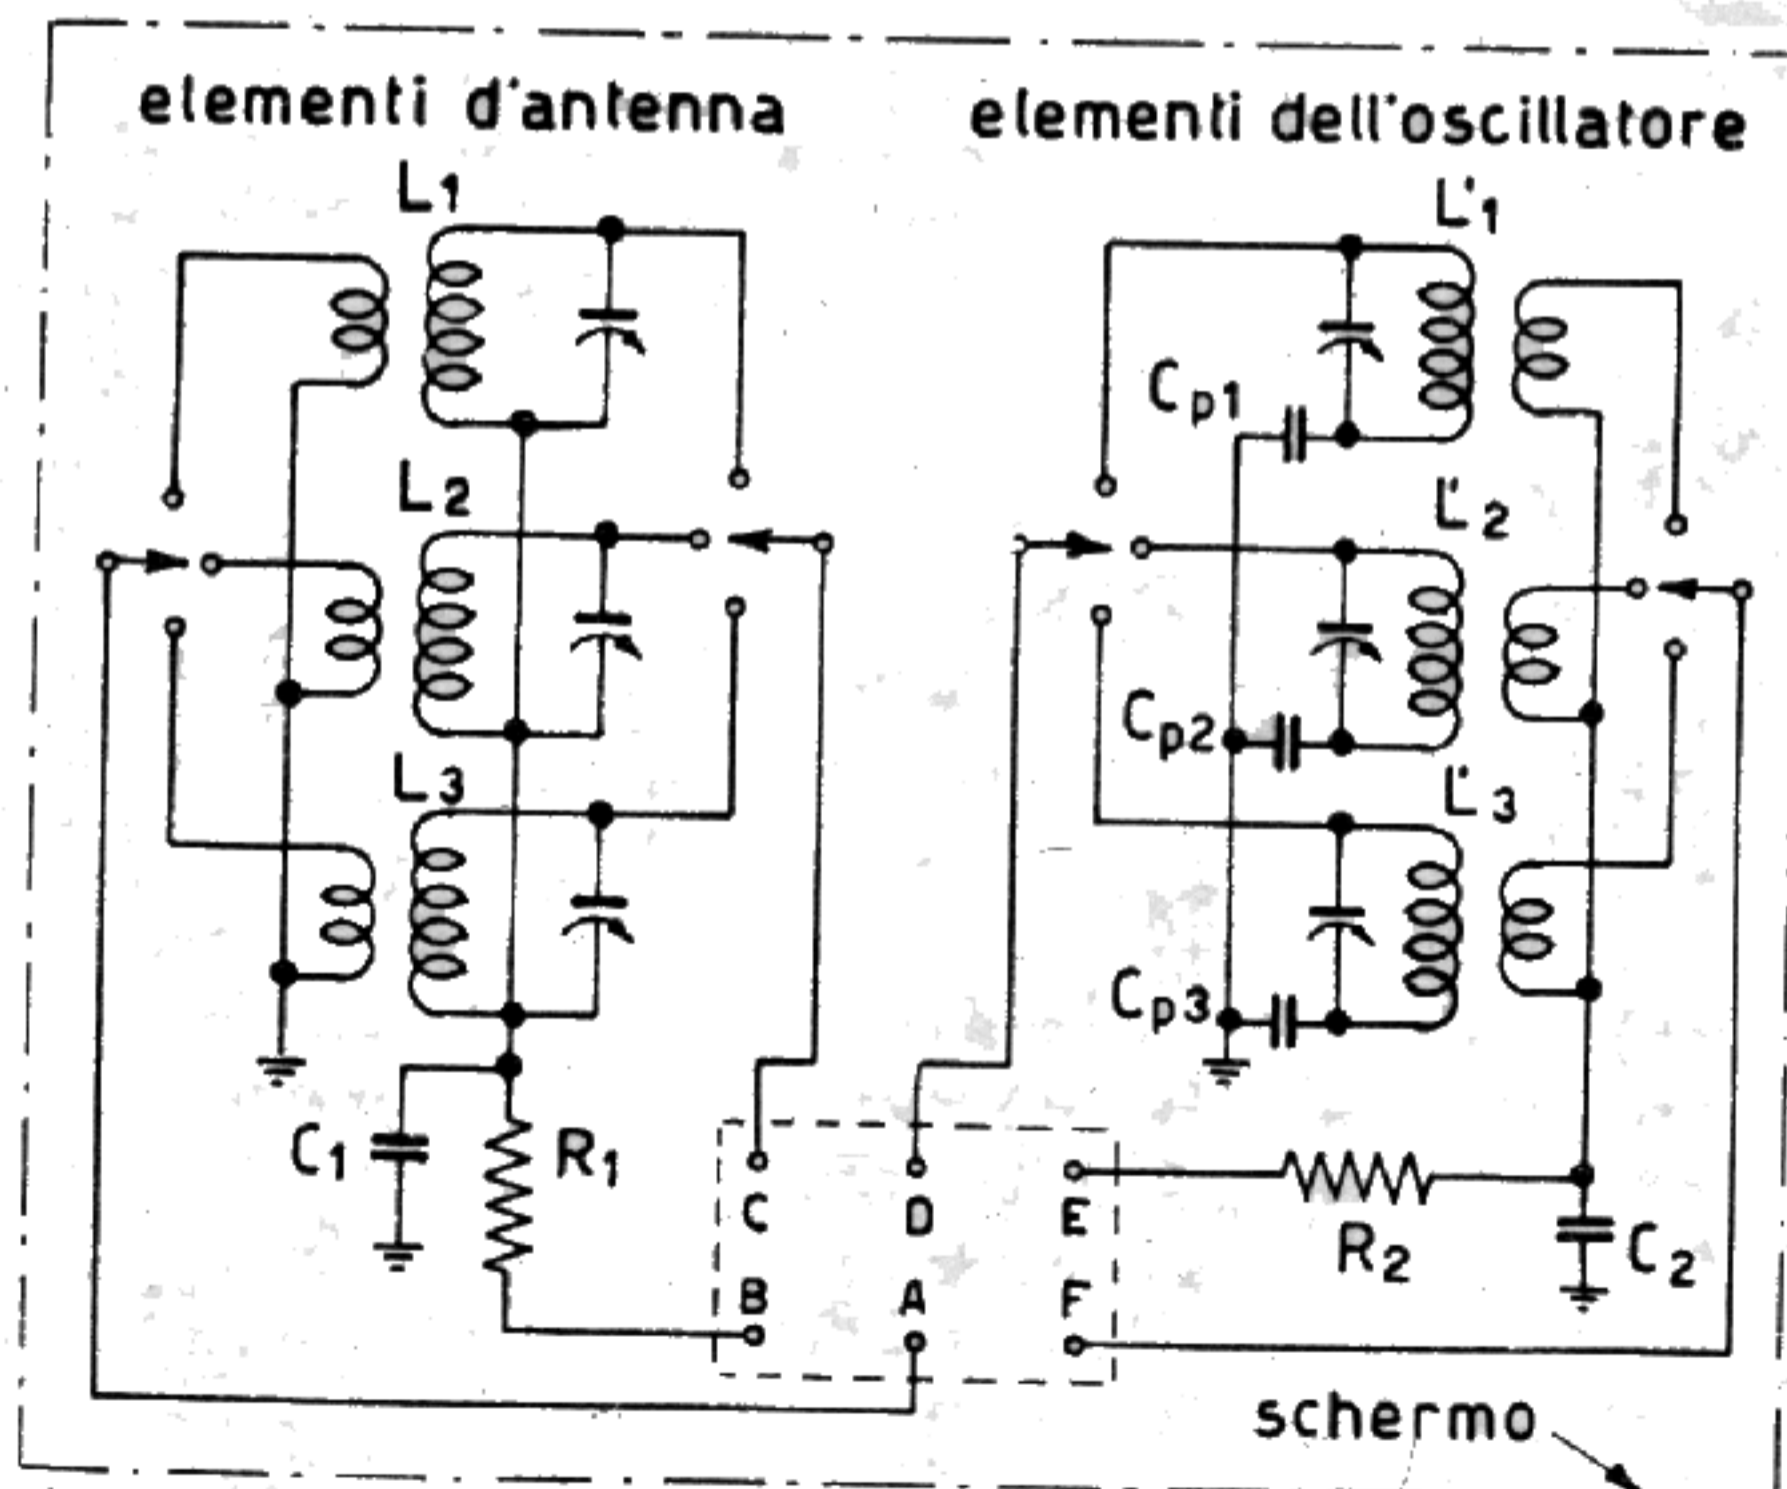 elementi d'antenna
elementi dell'oscillatore
L1
L'1
Cp1
L2
L'2
Cp2
L3
L'3
Cp3
C1
R1
C
D
E
R2
C2
B
A
F
schermo